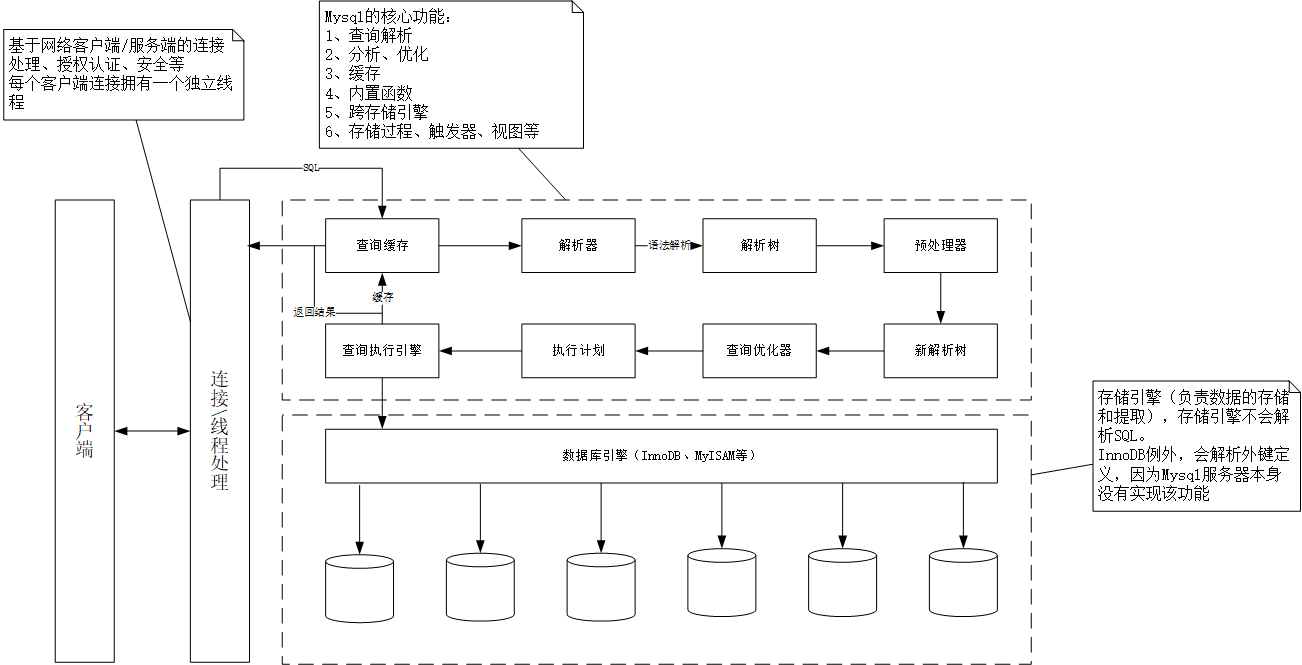 Mysql的核心功能：
1、查询解析
2、分析、优化
3、缓存
4、内置函数
5、跨存储引擎
6、存储过程、触发器、视图等
基于网络客户端/服务端的连接
处理、授权认证、安全等
每个客户端连接拥有一个独立线
程
SQL
查询缓存
解析器
语法解析
解析树
预处理器
缓存
返回结果
查询执行引擎
执行计划
查询优化器
新解析树
客户端
连接\线程处理
存储引擎（负责数据的存储
和提取），存储引擎不会解
析SQL。
InnoDB例外，会解析外键定
义，因为Mysql服务器本身
没有实现该功能
数据库引擎（InnoDB、MyISAM等）